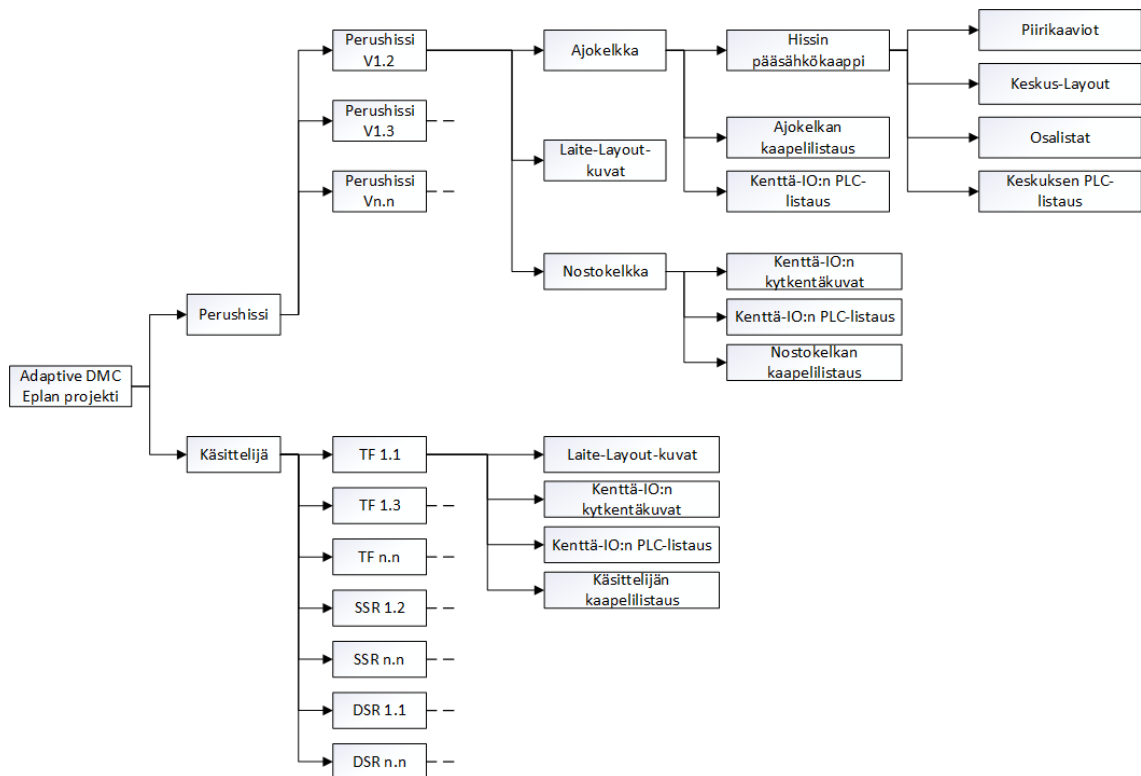 Adaptive DMC
Eplan projekti
Perushissi
Perushissi
V1.2
Perushissi
V1.3
Perushissi
Vn.n
Ajokelkka
Laite-Layout-
kuvat
Nostokelkka
Hissin
pääsähkökaappi
Ajokelkan
kaapelilistaus
Kenttä-IO:n PLC-
listaus
Piirikaaviot
Keskus-Layout
Osalistat
Keskuksen PLC-
listaus
Kenttä-IO:n
kytkentäkuvat
Kenttä-IO:n PLC-listaus
Nostokelkan
kaapelilistaus
Käsittelijä
TF 1.1
TF 1.3
TF n.n
SSR 1.2
SSR n.n
DSR 1.1
DSR n.n
Laite-Layout-kuvat
Kenttä-IO:n
kytkentäkuvat
Kenttä-IO:n PLC-listaus
Käsittelijän
kaapelilistaus